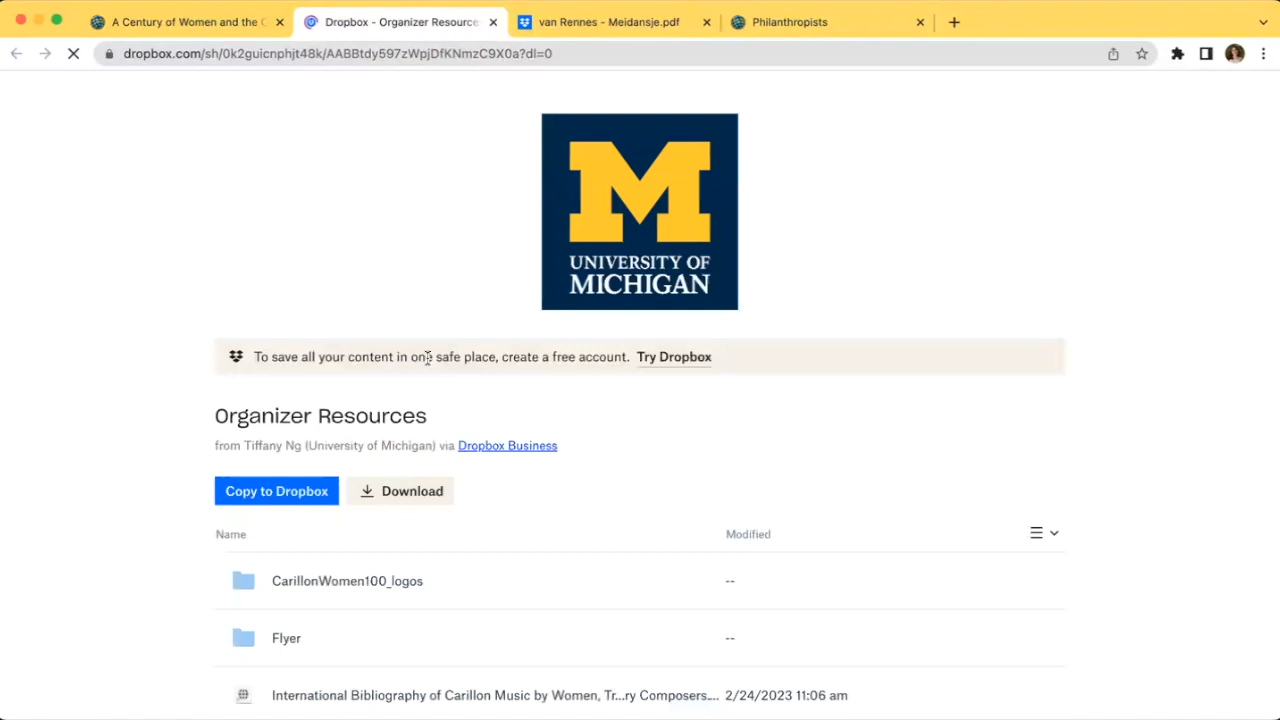 A Century of Women and the C
Dropbox - Organizer Resource
van Rennes - Meidansje.pdf
Philanthropists
dropbox.com/sh/0k2guicnphjt48k/AABBtdy597zWpjDfKNmzC9X0a?dl=0
M
UNIVERSITY OF
MICHIGAN
To save all your content in one safe place, create a free account. Try Dropbox
Organizer Resources
from Tiffany Ng (University of Michigan) via Dropbox Business
Copy to Dropbox Download
Name Modified
CarillonWomen100_logos --
Flyer --
International Bibliography of Carillon Music by Women, Tr...ry Composers.... 2/24/2023 11:06 am